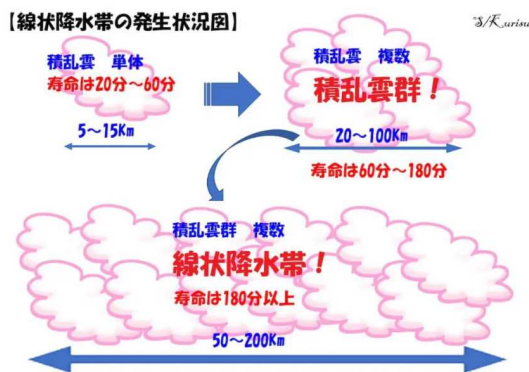 【線状降水帯の発生状況図】
S/Kurisu
積乱雲 単体
寿命は20分～60分
5～15Km
積乱雲 複数
積乱雲群！
20～100Km
寿命は60分～180分
積乱雲群 複数
線状降水帯！
寿命は180分以上
50～200Km